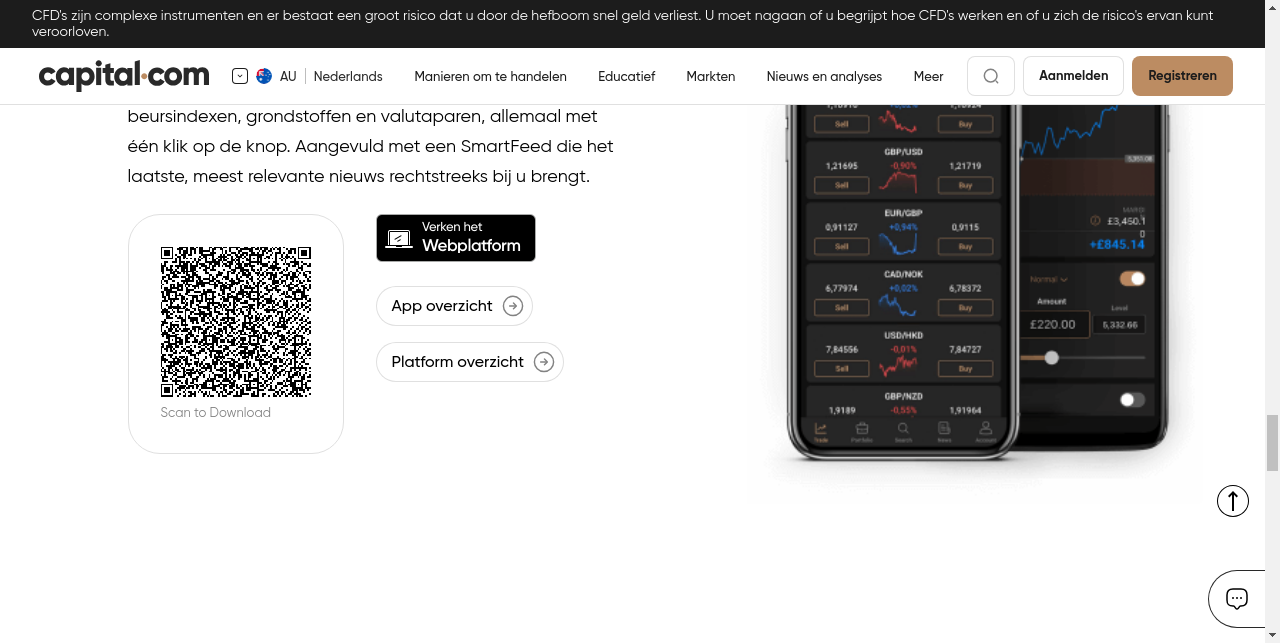 CFD's zijn complexe instrumenten en er bestaat een groot risico dat u door de hefboom snel geld verliest. U moet nagaan of u begrijpt hoe CFD's werken en of u zich de risico's ervan kunt
veroorloven.
capital.com
AU
Nederlands
Manieren om te handelen
Educatief
Markten
Nieuws en analyses
Meer
Aanmelden
Registreren
beursindexen, grondstoffen en valutaparen, allemaal met
één klik op de knop. Aangevuld met een SmartFeed die het
laatste, meest relevante nieuws rechtstreeks bij u brengt.
Scan to Download
Verken het
Webplatform
App overzicht
Platform overzicht
Sell
Buy
GBP/USD
1,21695
-0,90%
1,21719
Sell
Buy
EUR/GBP
0,91127
+0,94%
0,9115
Sell
Buy
CAD/NOK
6,77974
+0,02%
6,78372
Sell
Buy
USD/HKD
7,84556
-0,01%
7,84727
Sell
Buy
GBP/NZD
1,9189
-0,55%
1,91964
Trade
Portfolio
Search
News
Account
£3,450.1
+£845.14
Normal
Amount
£220.00
Level
5,332.65